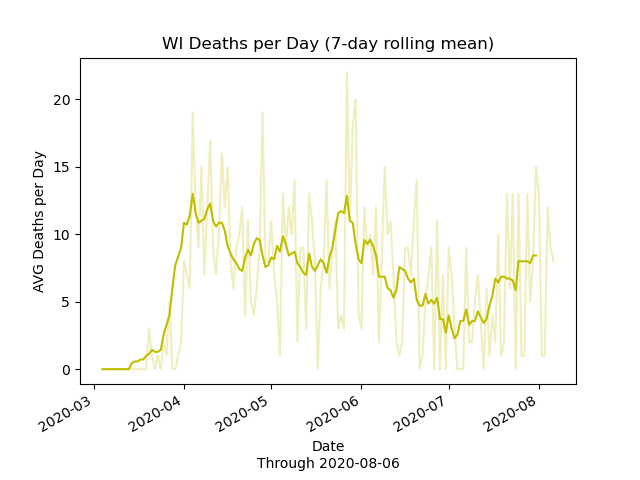 WI Deaths per Day (7-day rolling mean)
AVG Deaths per Day
20
15
10
5
0
2020-03
2020-04
2020-05
2020-06
2020-07
2020-08
Date
Through 2020-08-06